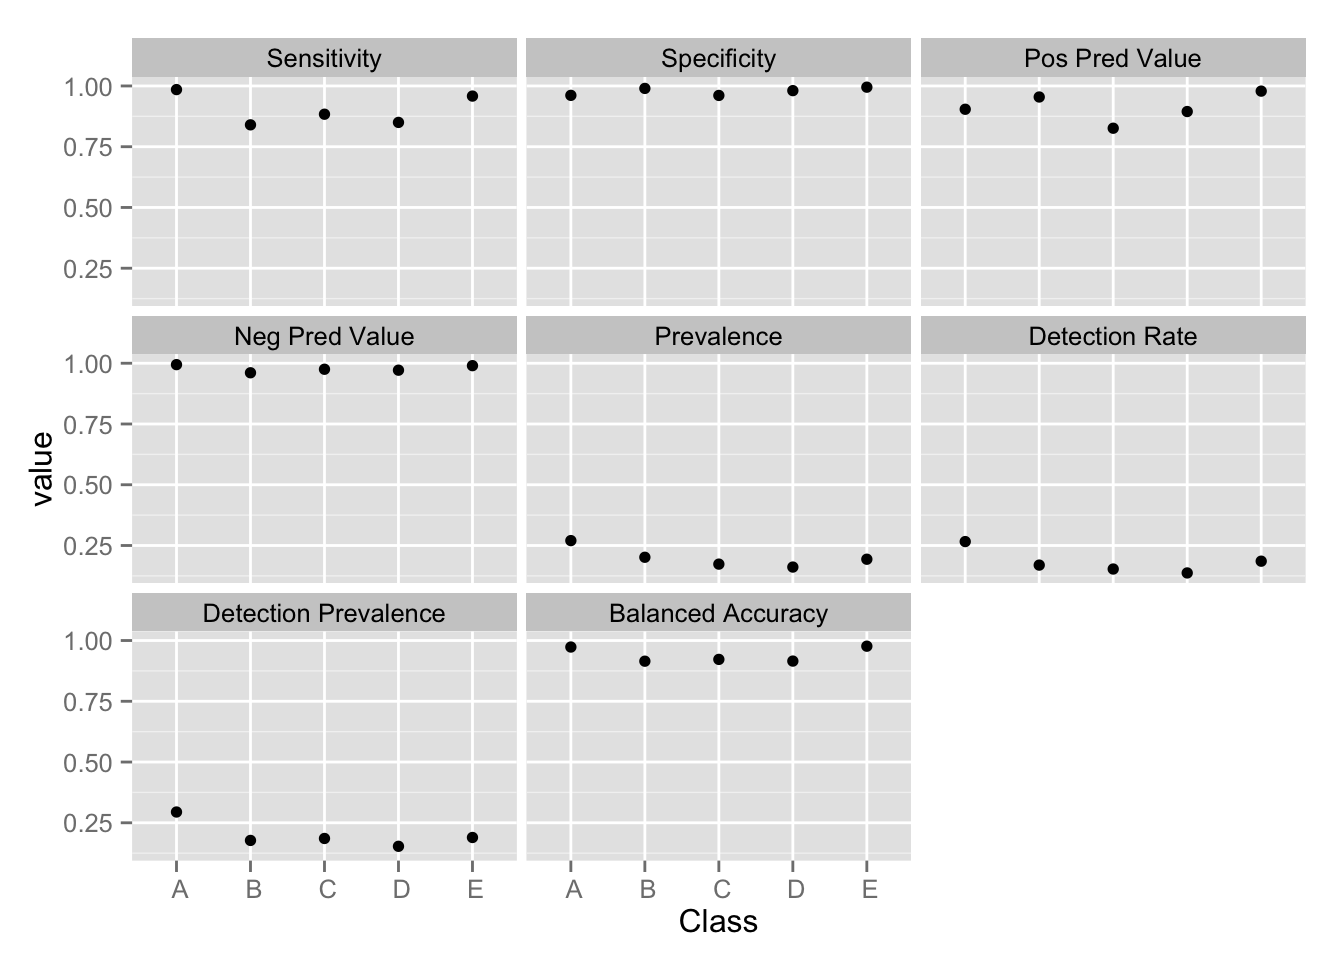 Sensitivity Specificity Pos Pred Value
1.00
0.75
0.50
0.25
Neg Pred Value Prevalence Detection Rate
1.00
0.75
0.50
0.25
value
Detection Prevalence Balanced Accuracy
1.00
0.75
0.50
0.25
A B C D E A B C D E
Class